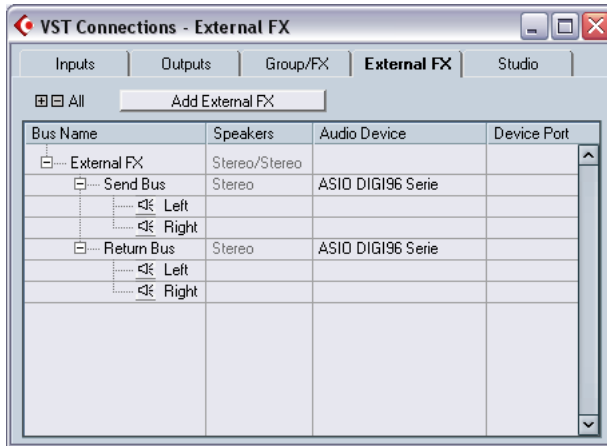 VST Connections - External FX
Inputs Outputs Group/FX External FX Studio
All Add External FX
Bus Name Speakers Audio Device Device Port
External FX Stereo/Stereo
Send Bus Stereo ASIO DIGI96 Serie
Left
Right
Return Bus Stereo ASIO DIGI96 Serie
Left
Right